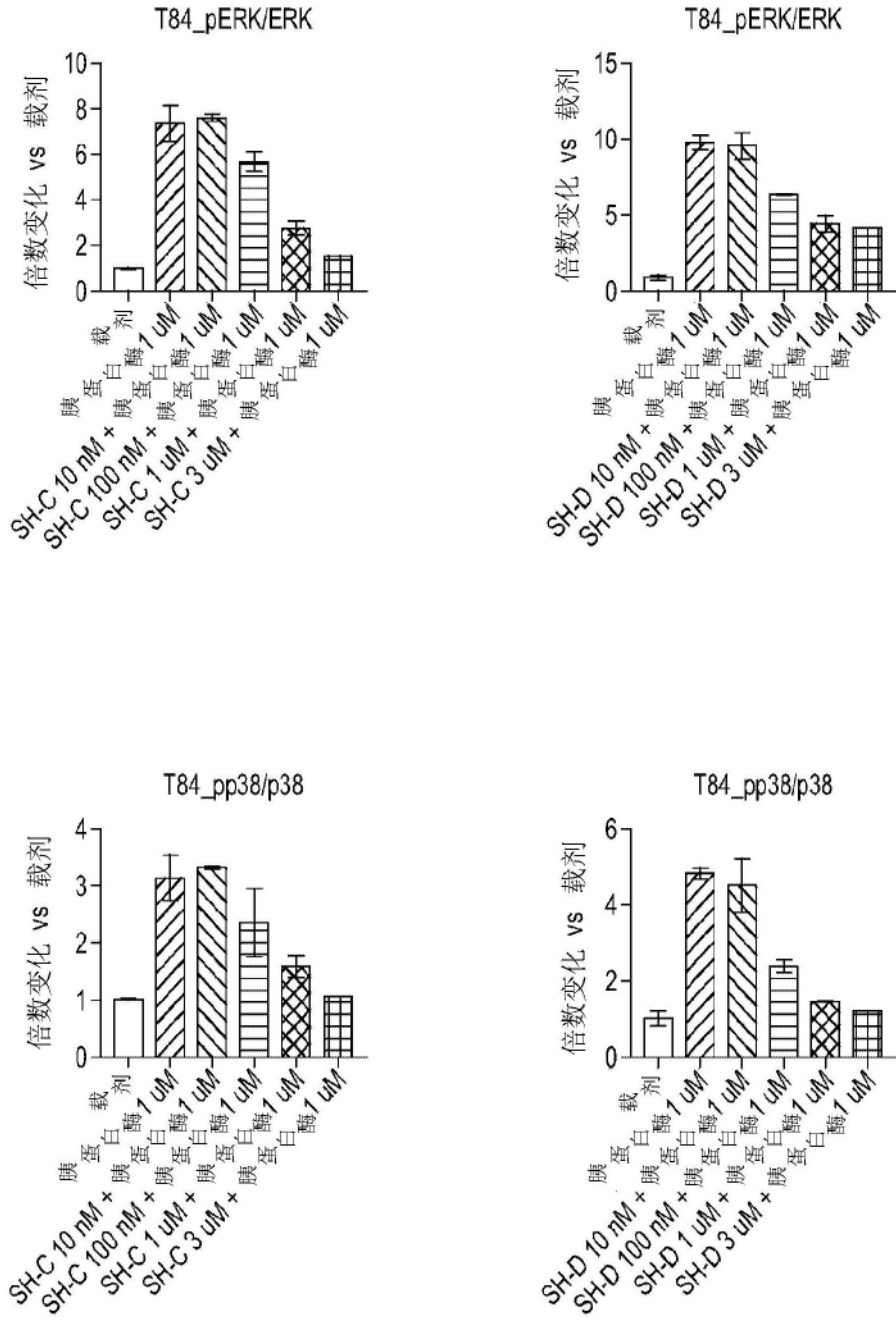 T84_pERK/ERK
倍数变化 vs 载剂
10
8
6
4
2
0
载剂
胰蛋白酶1 uM
SH-C 10 nM + 胰蛋白酶1 uM
SH-C 100 nM + 胰蛋白酶1 uM
SH-C 1 uM + 胰蛋白酶1 uM
SH-C 3 uM + 胰蛋白酶1 uM
T84_pERK/ERK
倍数变化 vs 载剂
15
10
5
0
载剂
胰蛋白酶1 uM
SH-D 10 nM + 胰蛋白酶1 uM
SH-D 100 nM + 胰蛋白酶1 uM
SH-D 1 uM + 胰蛋白酶1 uM
SH-D 3 uM + 胰蛋白酶1 uM
T84_pp38/p38
倍数变化 vs 载剂
4
3
2
1
0
载剂
胰蛋白酶1 uM
SH-C 10 nM + 胰蛋白酶1 uM
SH-C 100 nM + 胰蛋白酶1 uM
SH-C 1 uM + 胰蛋白酶1 uM
SH-C 3 uM + 胰蛋白酶1 uM
T84_pp38/p38
倍数变化 vs 载剂
6
4
2
0
载剂
胰蛋白酶1 uM
SH-D 10 nM + 胰蛋白酶1 uM
SH-D 100 nM + 胰蛋白酶1 uM
SH-D 1 uM + 胰蛋白酶1 uM
SH-D 3 uM + 胰蛋白酶1 uM